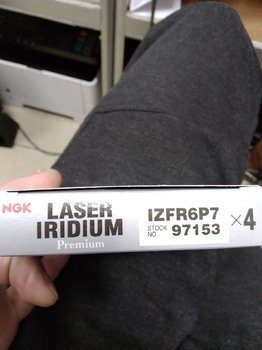 NGK
LASER
IRIDIUM
Premium
IZFR6P7
STOCK
NO
97153
×4